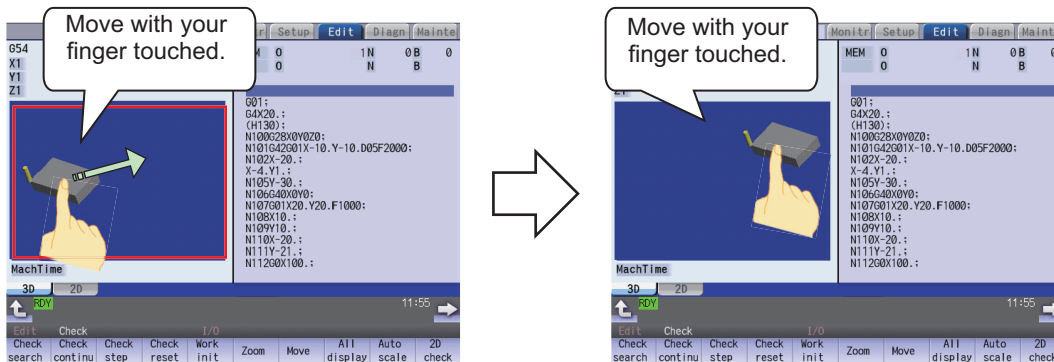 Move with your
finger touched.
Setup Edit Diagn Mainte
G54
X1
Y1
Z1
M O 1N 0B 0
O N B
G01;
G4X20.;
(H130);
N100G28X0Y0Z0;
N101G42G01X-10.Y-10.D05F2000;
N102X-20.;
X-4.Y1.;
N105Y-30.;
N106G40X0Y0;
N107G01X20.Y20.F1000;
N108X10.;
N109Y10.;
N110X-20.;
N111Y-21.;
N112G0X100.;
MachTime
3D 2D
RDY 11:55
Edit Check I/O
Check search
Check continu
Check step
Check reset
Work init
Zoom
Move
All display
Auto scale
2D check
Move with your
finger touched.
Monitr Setup Edit Diagn Maint
Z1
MEM O 1N 0B 0
O N B
G01;
G4X20.;
(H130);
N100G28X0Y0Z0;
N101G42G01X-10.Y-10.D05F2000;
N102X-20.;
X-4.Y1.;
N105Y-30.;
N106G40X0Y0;
N107G01X20.Y20.F1000;
N108X10.;
N109Y10.;
N110X-20.;
N111Y-21.;
N112G0X100.;
MachTime
3D 2D
RDY 11:55
Edit Check I/O
Check search
Check continu
Check step
Check reset
Work init
Zoom
Move
All display
Auto scale
2D check